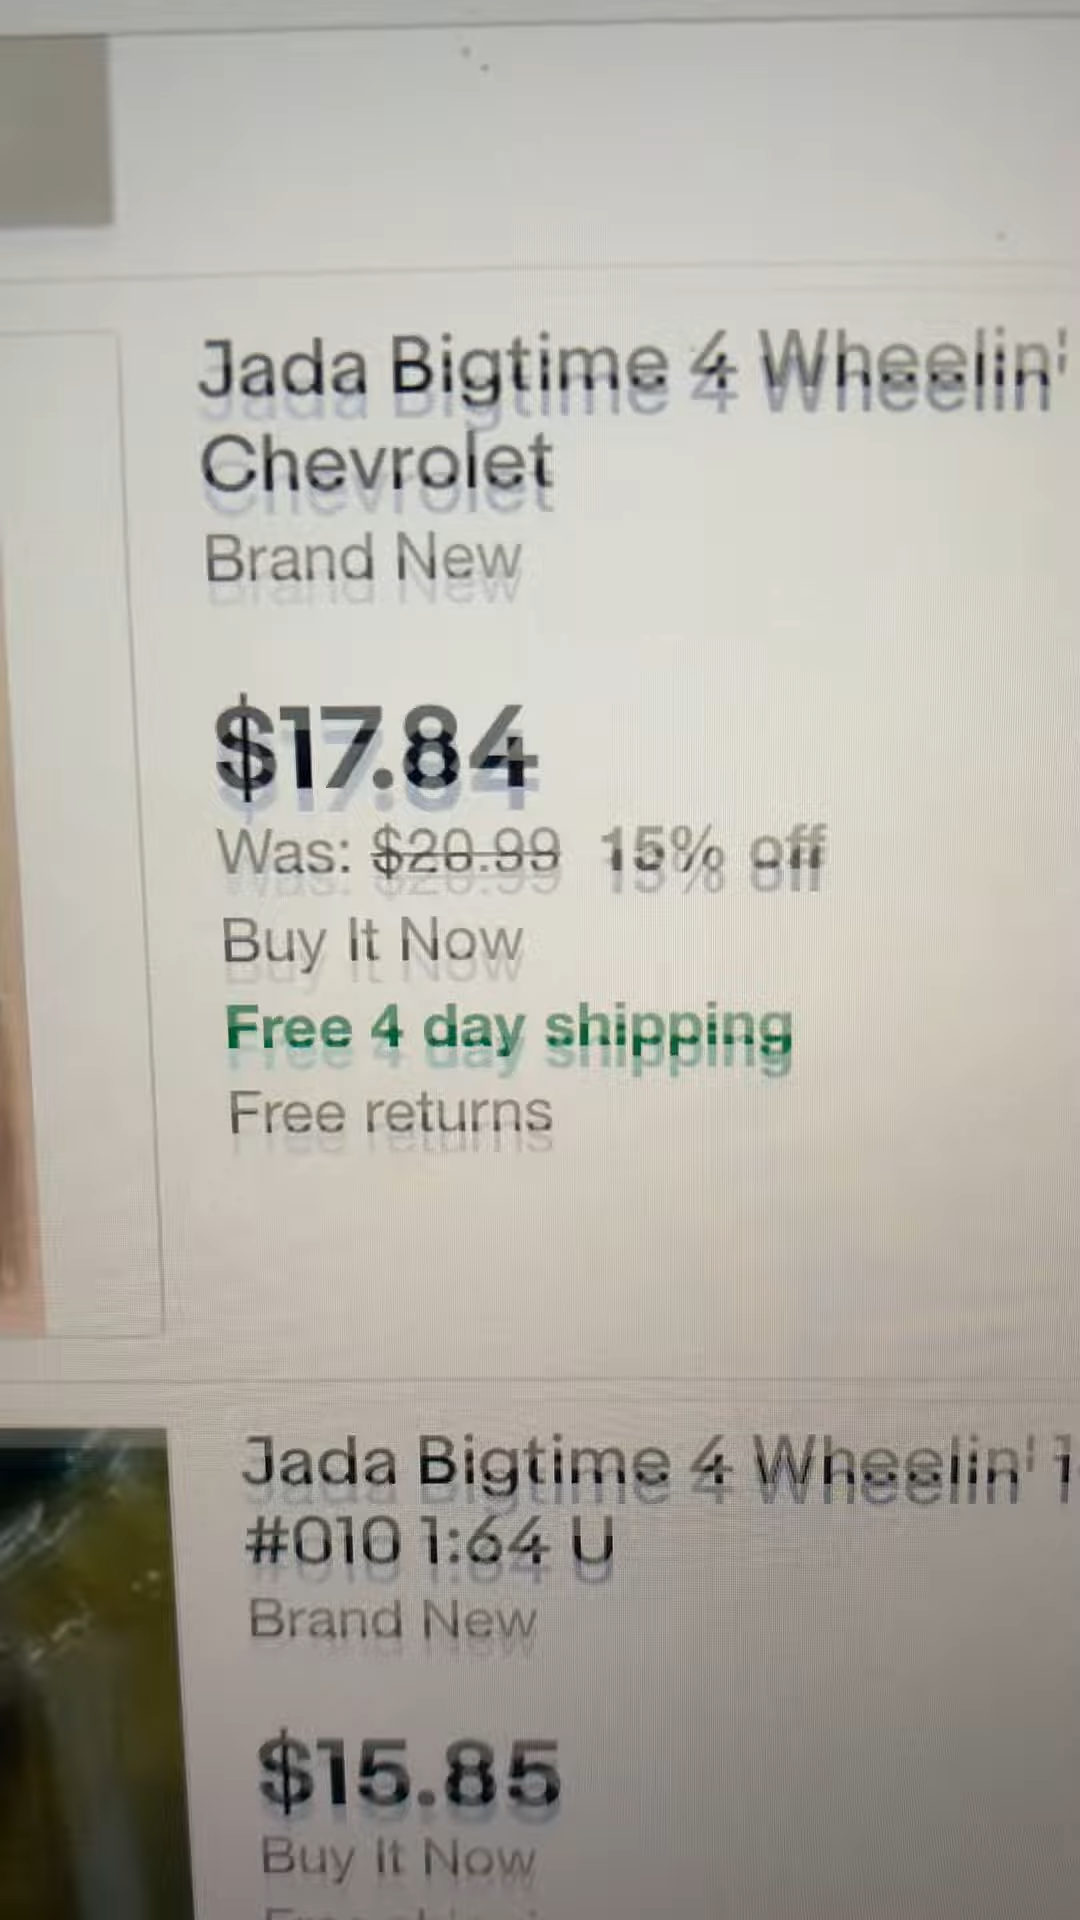 Jada Bigtime 4 Wheelin'
Chevrolet
Brand New
$17.84
Was: $20.99 15% off
Buy It Now
Free 4 day shipping
Free returns
Jada Bigtime 4 Wheelin' 1
#010 1:64 U
Brand New
$15.85
Buy It Now